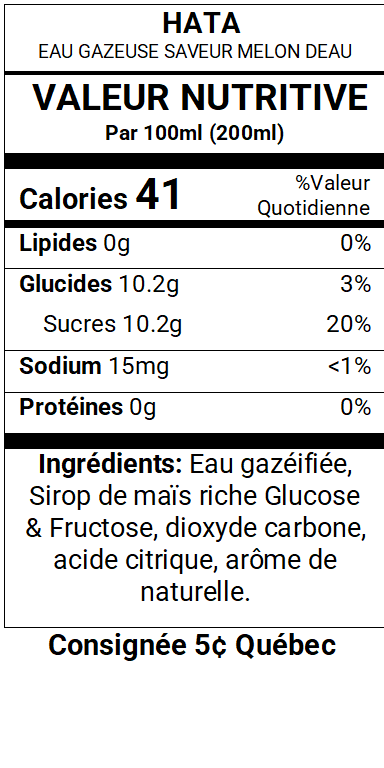 HATA
EAU GAZEUSE SAVEUR MELON DEAU
VALEUR NUTRITIVE
Par 100ml (200ml)
Calories 41 %Valeur
Quotidienne
Lipides 0g 0%
Glucides 10.2g 3%
Sucres 10.2g 20%
Sodium 15mg <1%
Protéines 0g 0%
Ingrédients: Eau gazéifiée,
Sirop de maïs riche Glucose
& Fructose, dioxyde carbone,
acide citrique, arôme de
naturelle.
Consignée 5¢ Québec